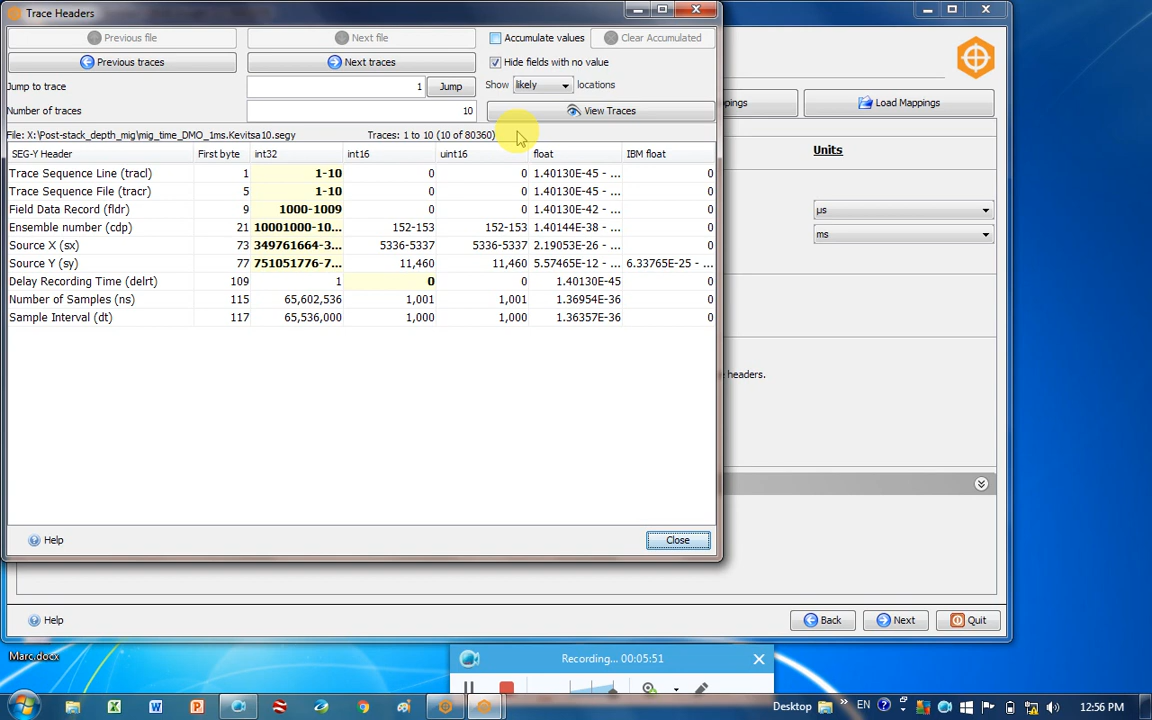 Trace Headers
Previous file
Next file
Accumulate values
Clear Accumulated
Previous traces
Next traces
Hide fields with no value
Jump to trace 1 Jump
Show likely locations
Number of traces 10
View Traces
File: X:\Post-stack_depth_mig\mig_time_DMO_1ms.Kevitsa10.segy Traces: 1 to 10 (10 of 80360)
SEG-Y Header First byte int32 int16 uint16 float IBM float
Trace Sequence Line (tracl) 1 1-10 0 0 1.40130E-45 - ... 0
Trace Sequence File (tracr) 5 1-10 0 0 1.40130E-45 - ... 0
Field Data Record (fldr) 9 1000-1009 0 0 1.40130E-42 - ... 0
Ensemble number (cdp) 21 10001000-10... 152-153 152-153 1.40144E-38 - ... 0
Source X (sx) 73 349761664-3... 5336-5337 5336-5337 2.19053E-26 - ... 0
Source Y (sy) 77 751051776-7... 11,460 11,460 5.57465E-12 - ... 6.33765E-25 - ...
Delay Recording Time (delrt) 109 1 0 0 1.40130E-45 0
Number of Samples (ns) 115 65,602,536 1,001 1,001 1.36954E-36 0
Sample Interval (dt) 117 65,536,000 1,000 1,000 1.36357E-36 0
Help
Close
pings
Load Mappings
Units
µs
ms
e headers.
Help
Back
Next
Quit
Marc.docx
Recording... 00:05:51
Desktop
EN
12:56 PM